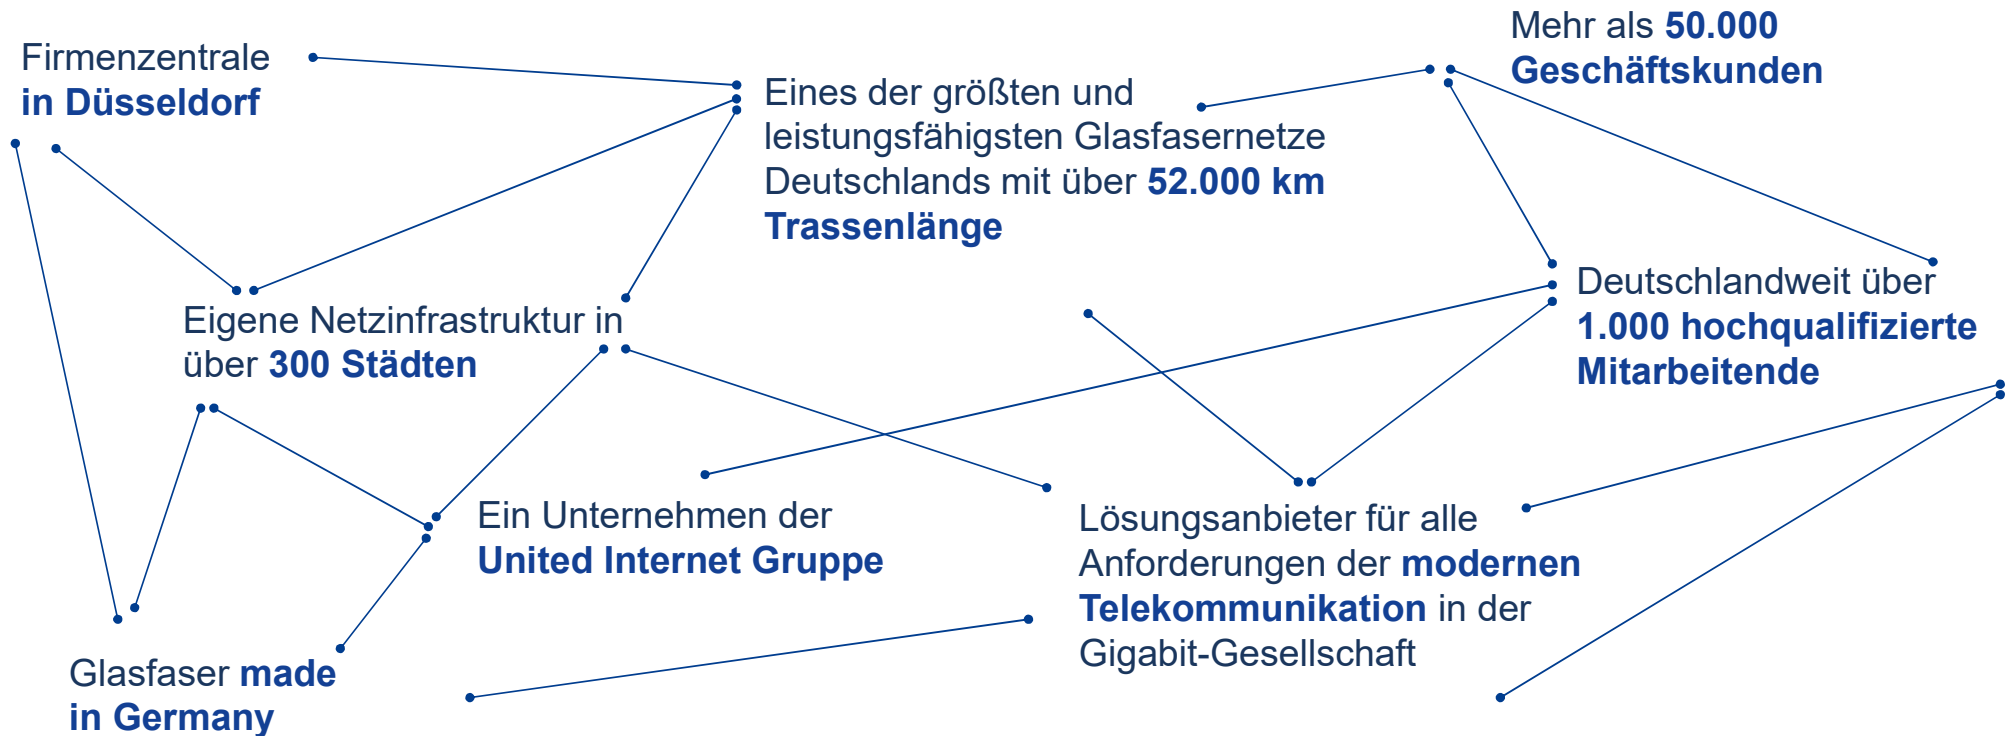 Firmenzentrale
in Düsseldorf
Eines der größten und
leistungsfähigsten Glasfasernetze
Deutschlands mit über 52.000 km
Trassenlänge
Mehr als 50.000
Geschäftskunden
Eigene Netzinfrastruktur in
über 300 Städten
Deutschlandweit über
1.000 hochqualifizierte
Mitarbeitende
Ein Unternehmen der
United Internet Gruppe
Lösungsanbieter für alle
Anforderungen der modernen
Telekommunikation in der
Gigabit-Gesellschaft
Glasfaser made
in Germany